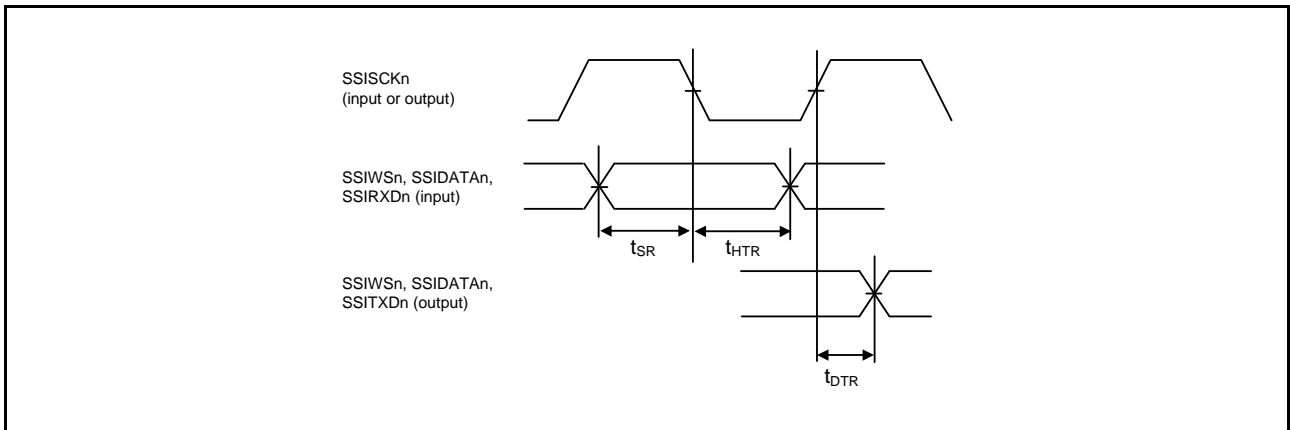 SSISCKn
(input or output)
SSIWSn, SSIDATAn,
SSIRXDn (input)
tSR
tHTR
SSIWSn, SSIDATAn,
SSITXDn (output)
tDTR